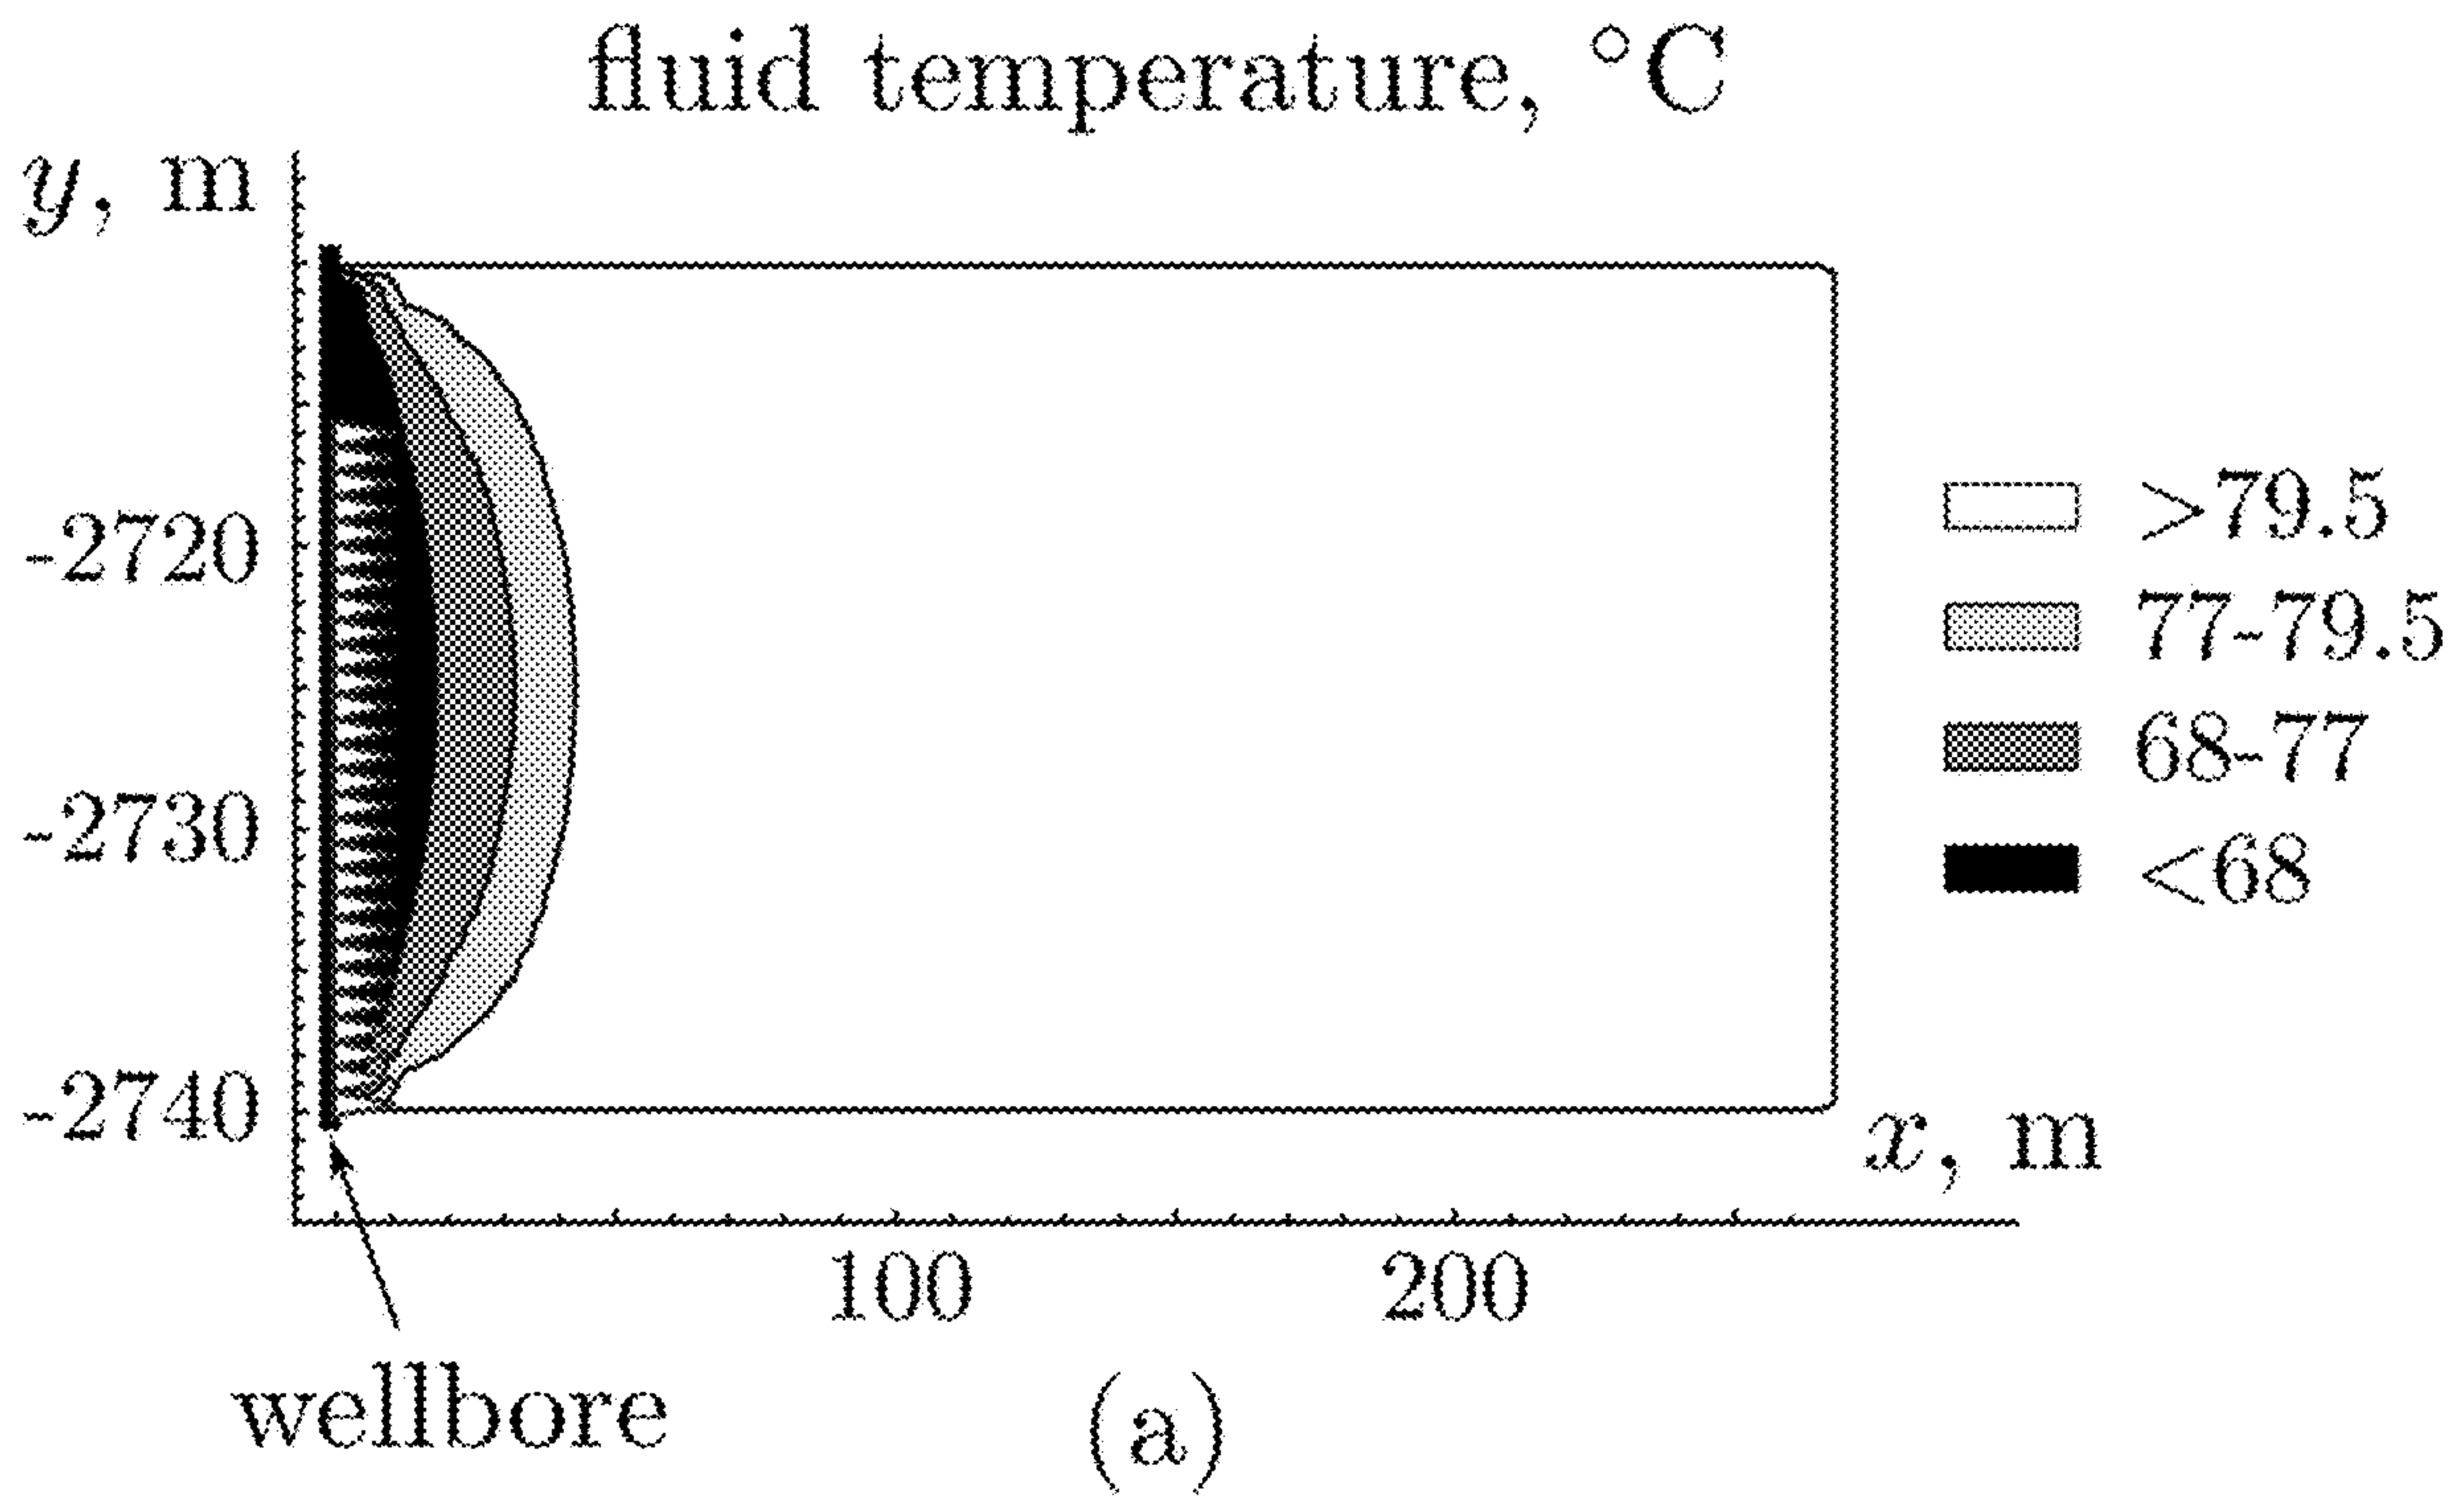 fluid temperature, °C
y, m
-2720
-2730
-2740
>79.5
77-79.5
68-77
<68
x, m
100 200
wellbore
(a)